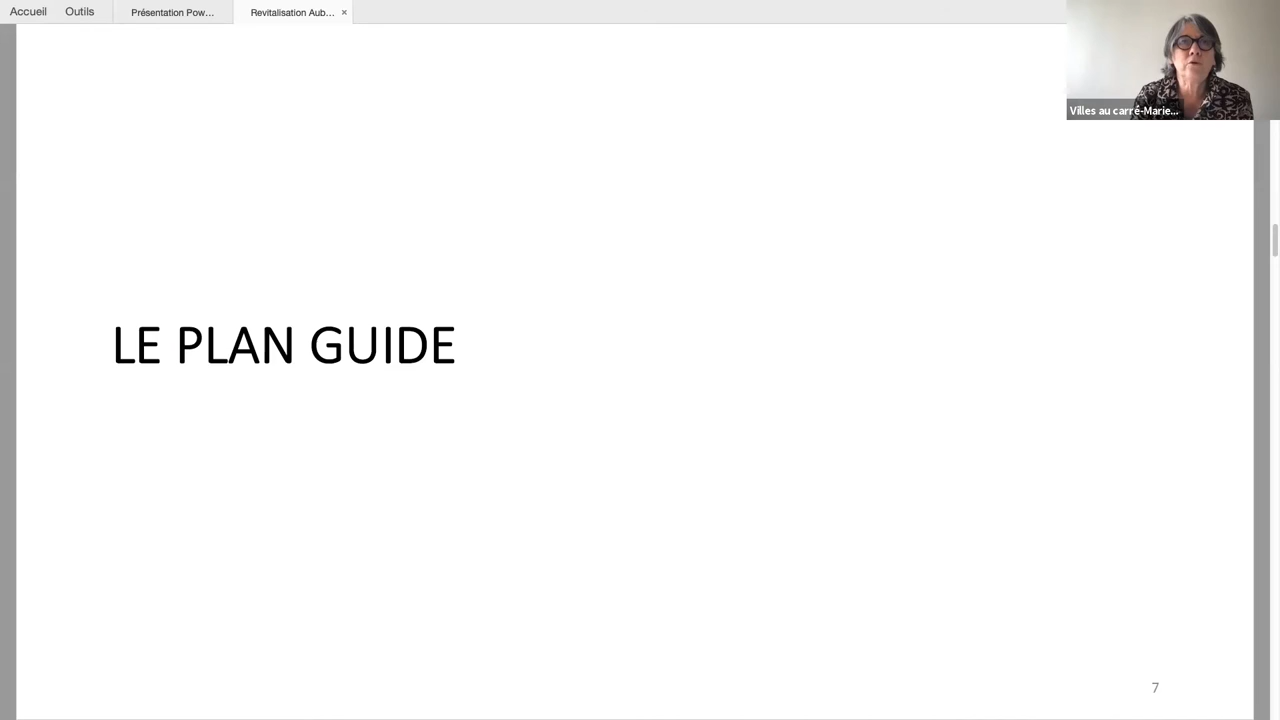 Accueil Outils Présentation Pow... Revitalisation Aub... ×
Villes au carré-Marie...
LE PLAN GUIDE
7